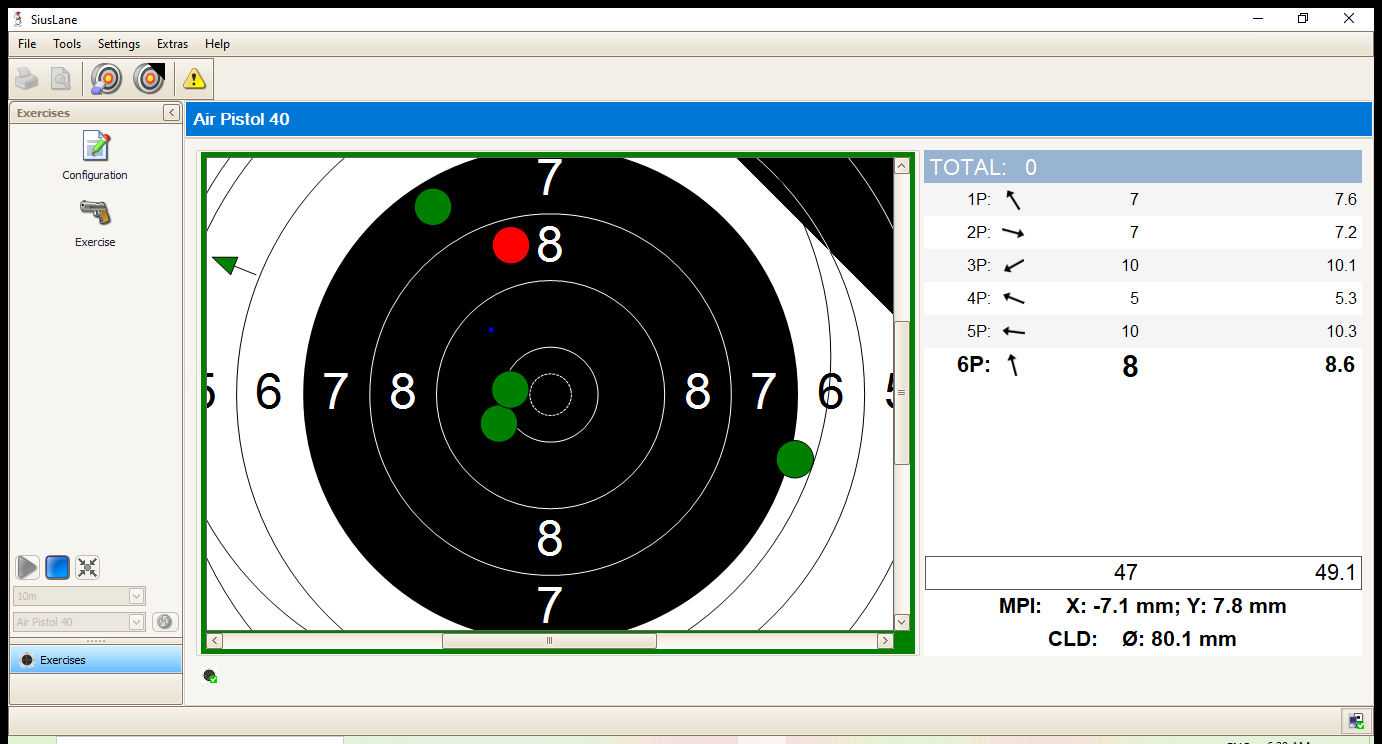 SiusLane
File Tools Settings Extras Help
Exercises
Configuration
Exercise
10m
Air Pistol 40
Exercises
Air Pistol 40
7
8
6 7 8 8 7 6
8
7
TOTAL: 0
1P: 7 7.6
2P: 7 7.2
3P: 10 10.1
4P: 5 5.3
5P: 10 10.3
6P: 8 8.6
47 49.1
MPI: X: -7.1 mm; Y: 7.8 mm
CLD: Ø: 80.1 mm